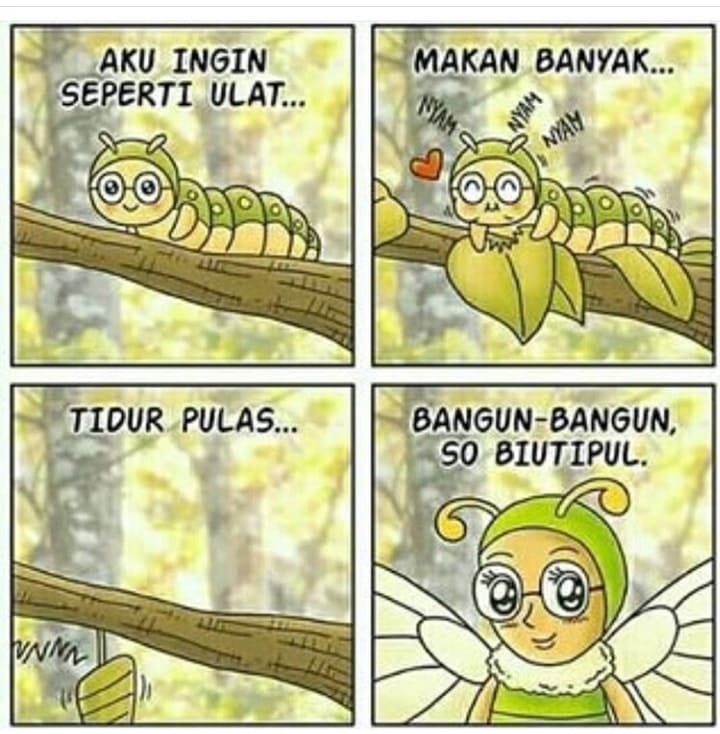 AKU INGIN
SEPERTI ULAT...
MAKAN BANYAK...
NYAM
NYAM
NYAM
TIDUR PULAS...
BANGUN-BANGUN,
SO BIUTIPUL.